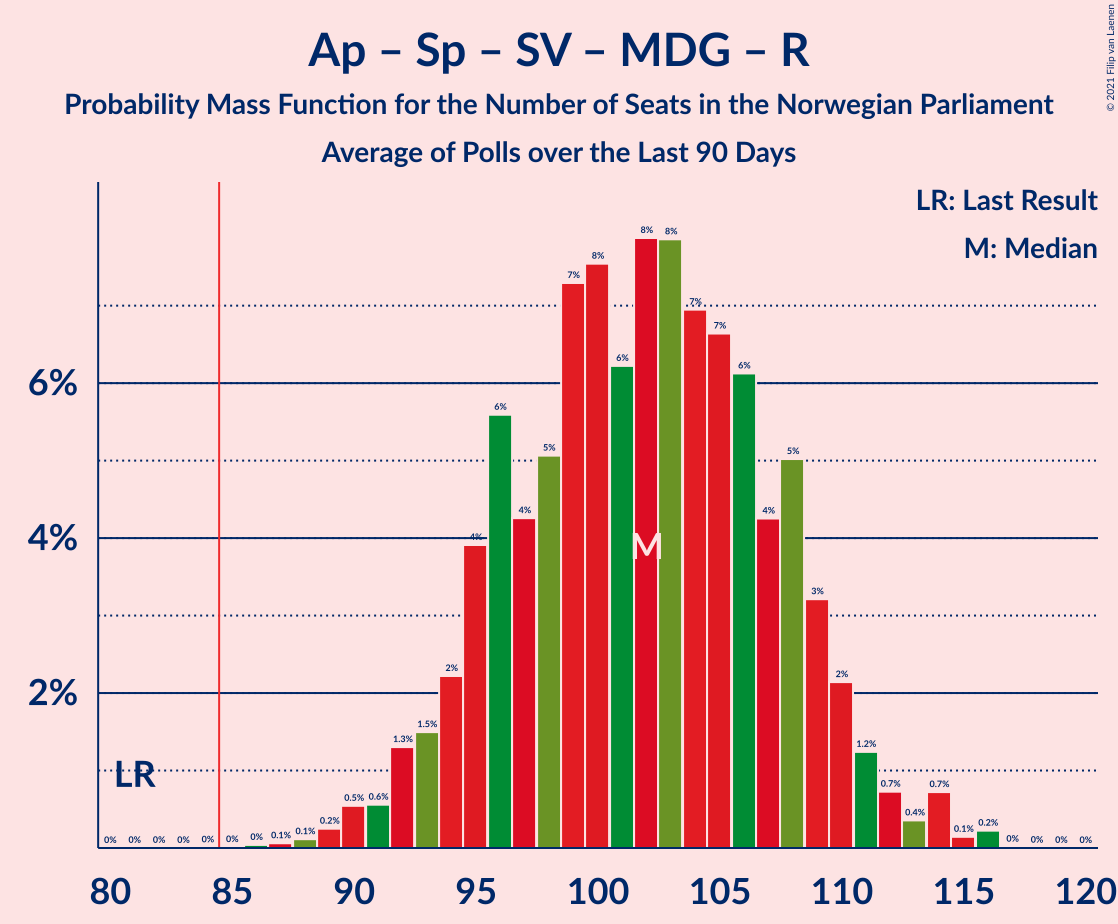 Ap – Sp – SV – MDG – R
Probability Mass Function for the Number of Seats in the Norwegian Parliament
Average of Polls over the Last 90 Days
© 2021 Filip van Laenen
LR: Last Result
M: Median
6%
4%
2%
LR
M
0% 0% 0% 0% 0% 0% 0% 0.1% 0.1% 0.2% 0.5% 0.6% 1.3% 1.5% 2% 4% 6% 4% 5% 7% 8% 6% 8% 8% 7% 7% 6% 4% 5% 3% 2% 1.2% 0.7% 0.4% 0.7% 0.1% 0.2% 0% 0% 0% 0%
80 85 90 95 100 105 110 115 120